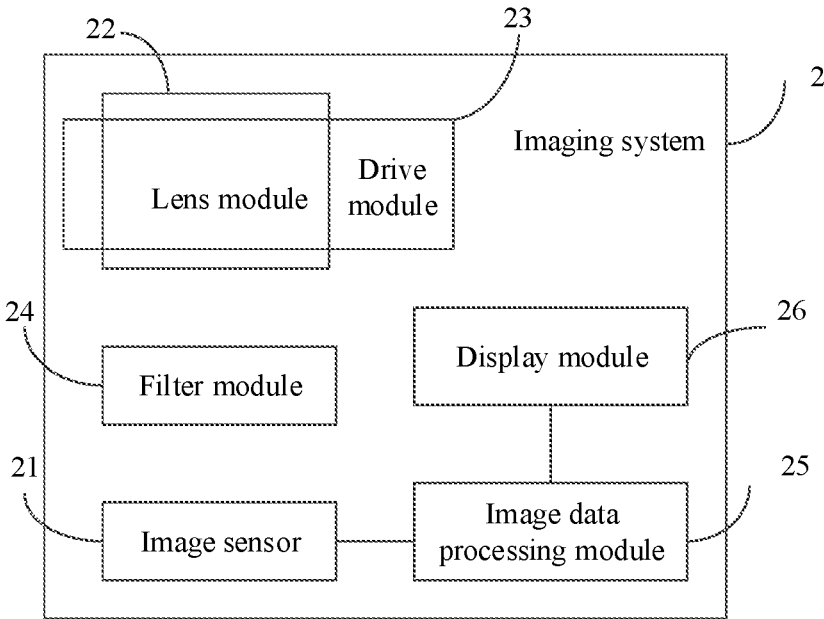 22
23
2
Imaging system
Drive
module
Lens module
24
26
Display module
Filter module
21
25
Image data
processing module
Image sensor